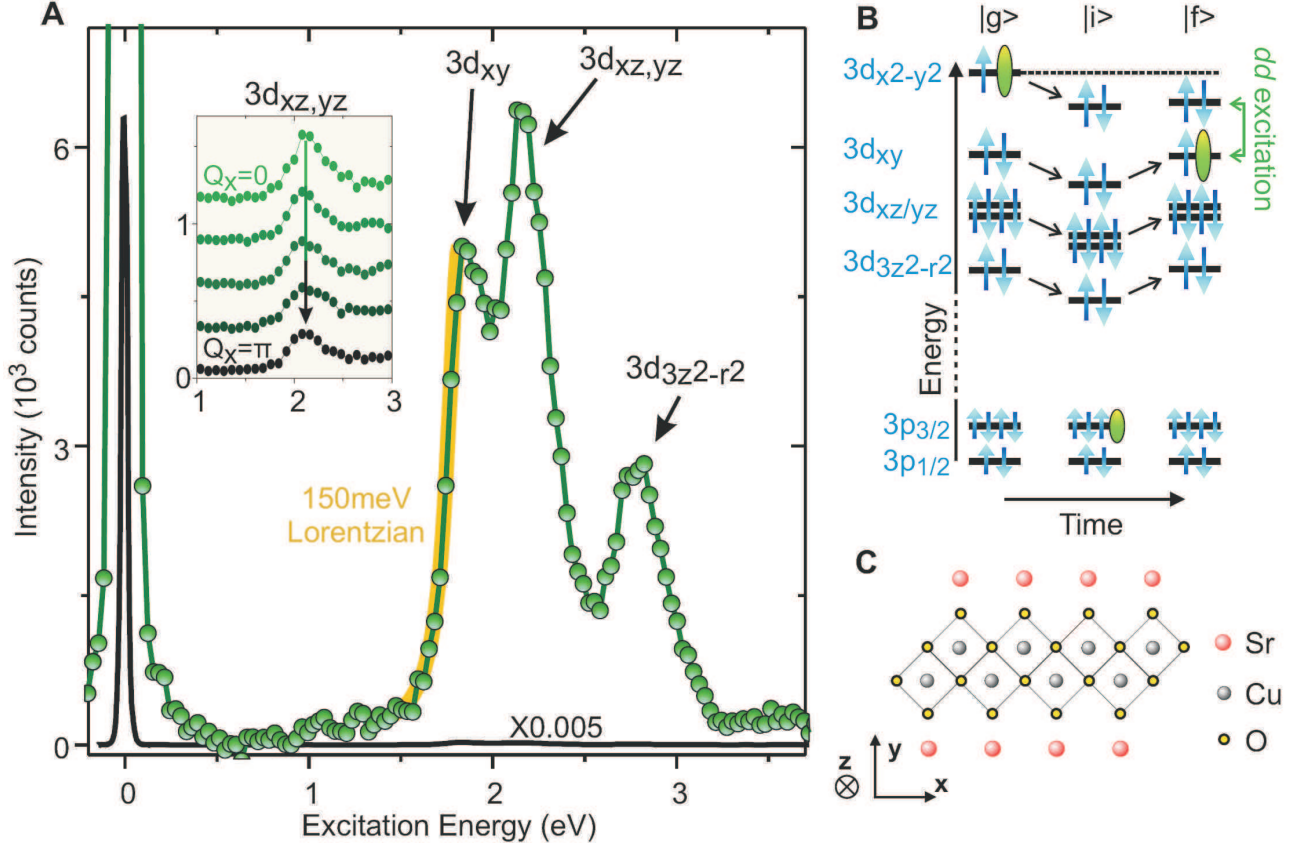 A
3dxy
3dxz,yz
3dxz,yz
Qx=0
Qx=π
1
0
1
2
3
3d3z2-r2
150meV
Lorentzian
X0.005
6
3
0
Intensity (10³ counts)
0
1
2
3
Excitation Energy (eV)
B
|g>
|i>
|f>
3dx2-y2
3dxy
3dxz/yz
3d3z2-r2
3p3/2
3p1/2
Energy
dd excitation
Time
C
Sr
Cu
O
z
y
x